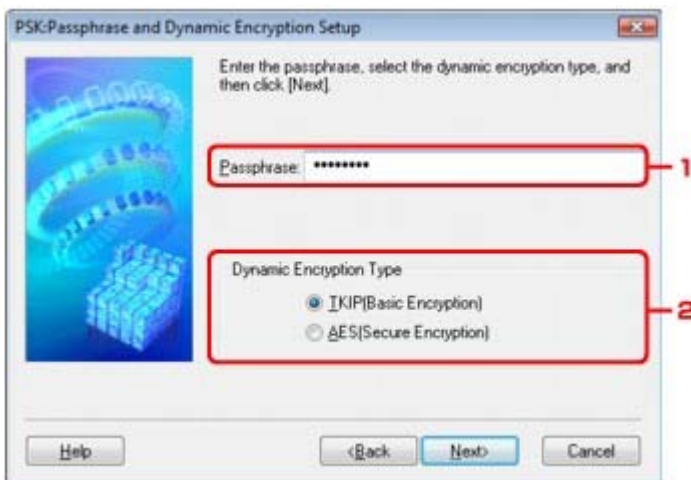 PSK:Passphrase and Dynamic Encryption Setup
Enter the passphrase, select the dynamic encryption type, and
then click [Next].
Passphrase: ••••••••
1
Dynamic Encryption Type
TKIP(Basic Encryption)
AES(Secure Encryption)
2
Help
<Back
Next>
Cancel